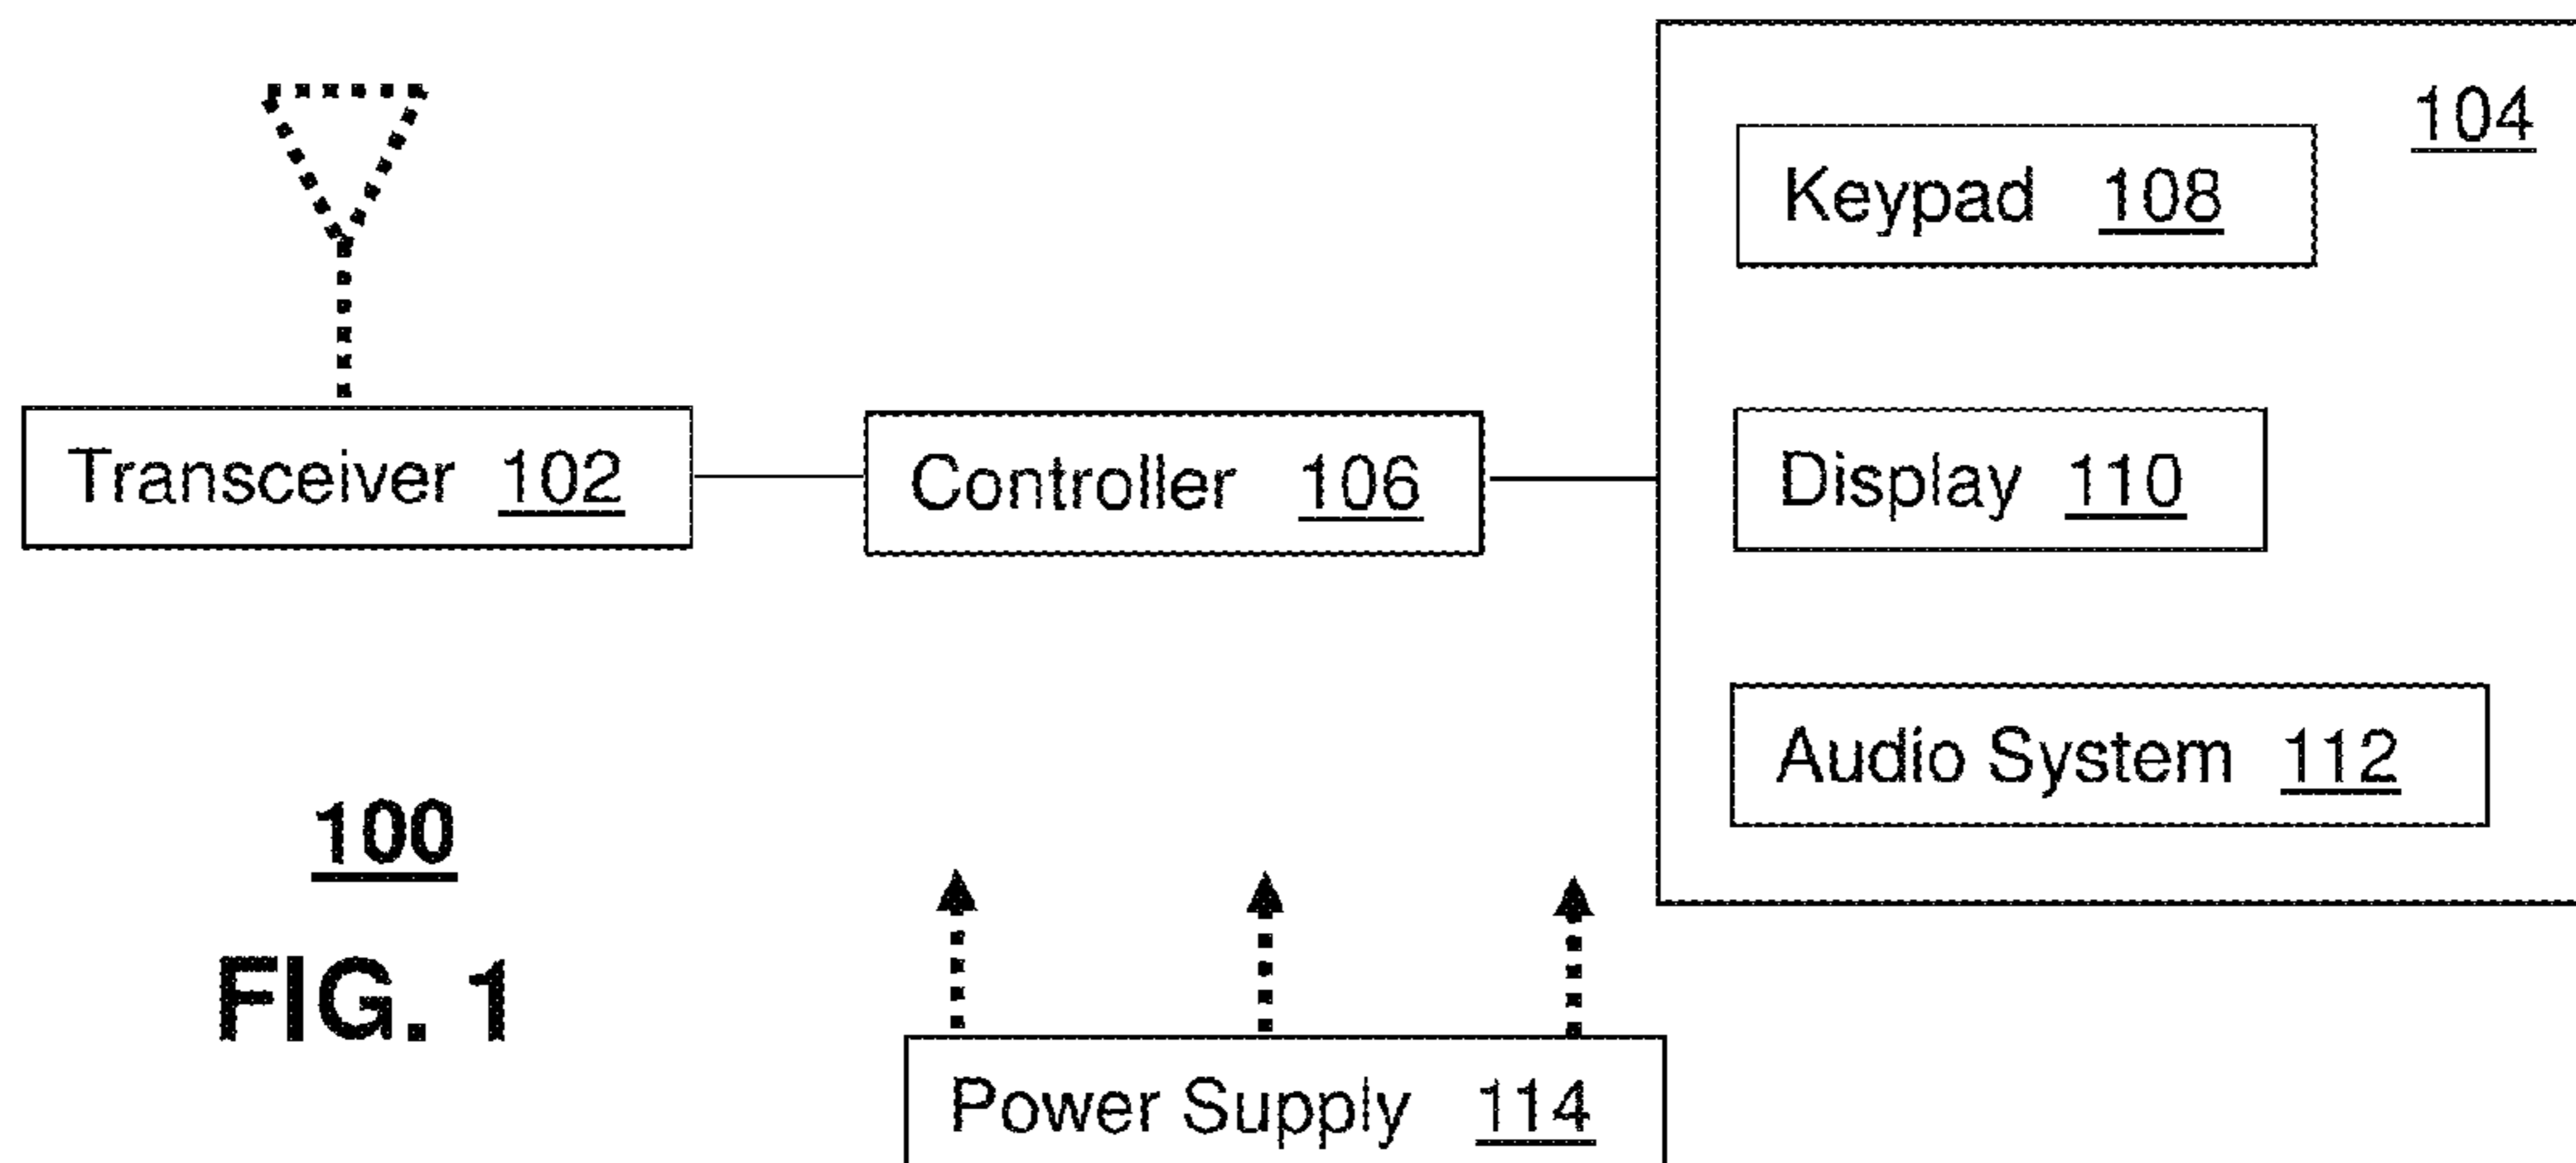 104
Keypad 108
Transceiver 102
Controller 106
Display 110
Audio System 112
100
FIG. 1
Power Supply 114